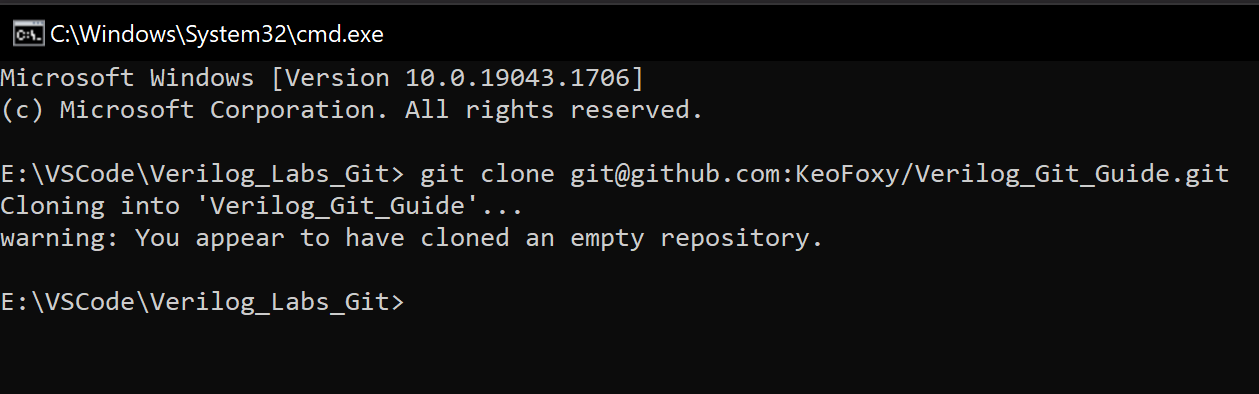 C:\Windows\System32\cmd.exe
Microsoft Windows [Version 10.0.19043.1706]
(c) Microsoft Corporation. All rights reserved.
E:\VSCode\Verilog_Labs_Git> git clone git@github.com:KeoFoxy/Verilog_Git_Guide.git
Cloning into 'Verilog_Git_Guide'...
warning: You appear to have cloned an empty repository.
E:\VSCode\Verilog_Labs_Git>